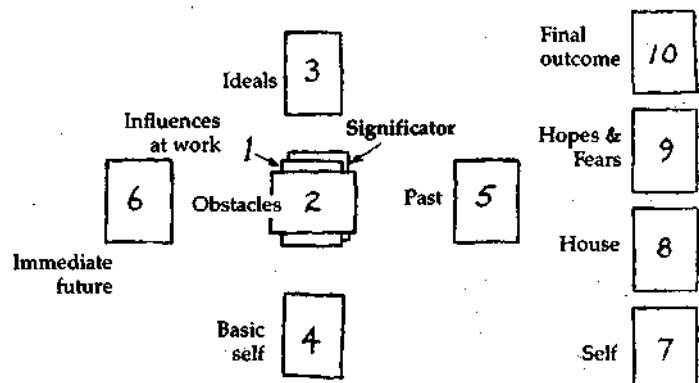 Ideals
3
Influences
at work
1
Significator
6
Obstacles
2
Past
5
Immediate
future
Basic
self
4
Final
outcome
10
Hopes &
Fears
9
House
8
Self
7